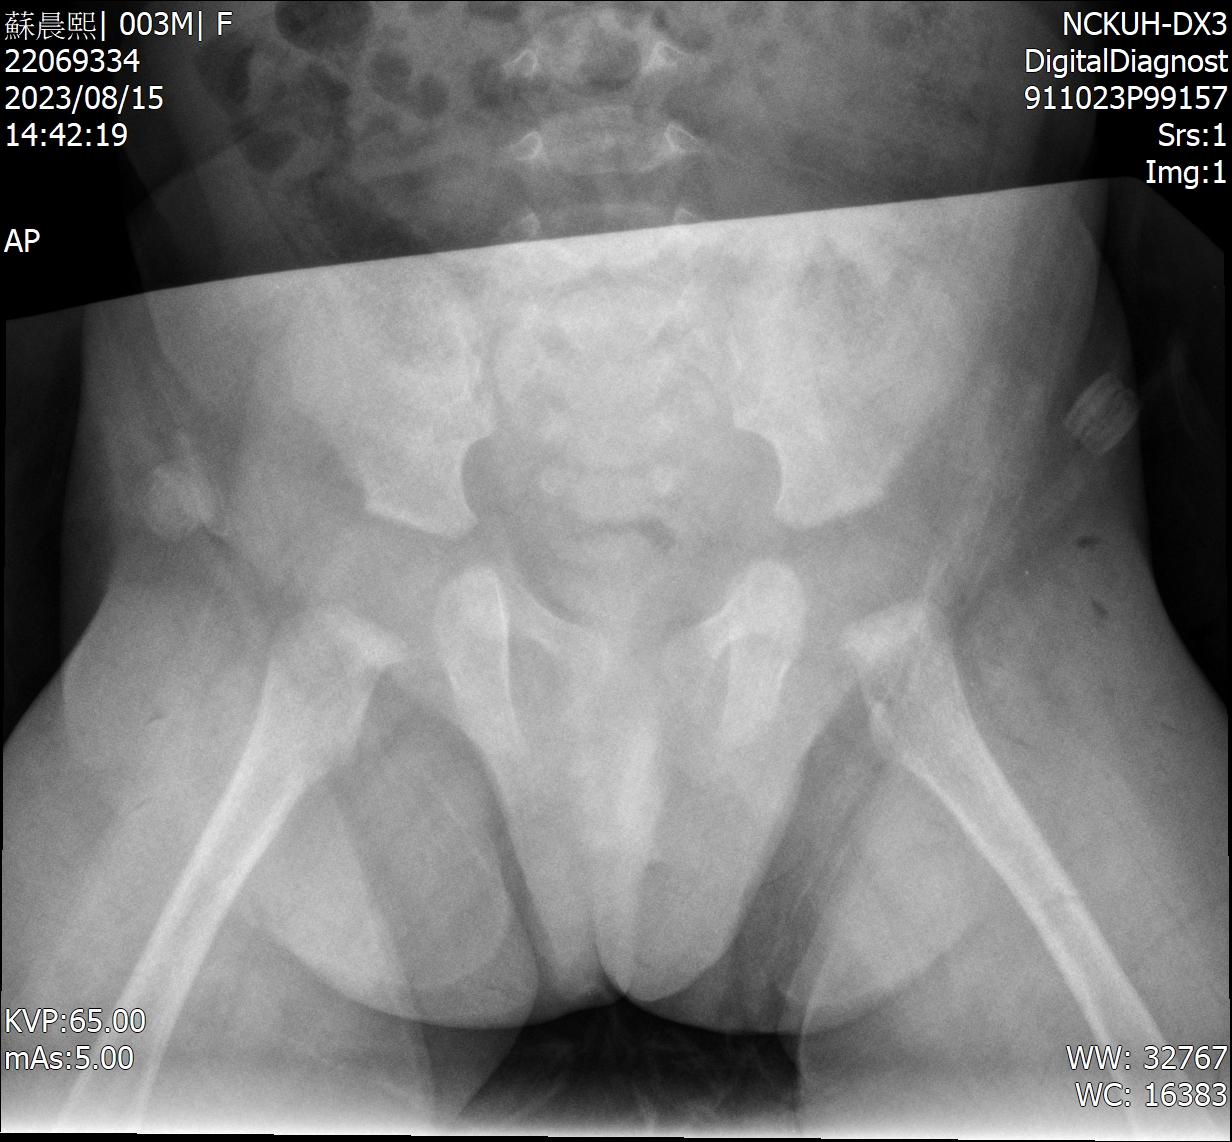 蘇晨熙| 003M| F
22069334
2023/08/15
14:42:19
AP
NCKUH-DX3
DigitalDiagnost
911023P99157
Srs:1
Img:1
KVP:65.00
mAs:5.00
WW: 32767
WC: 16383